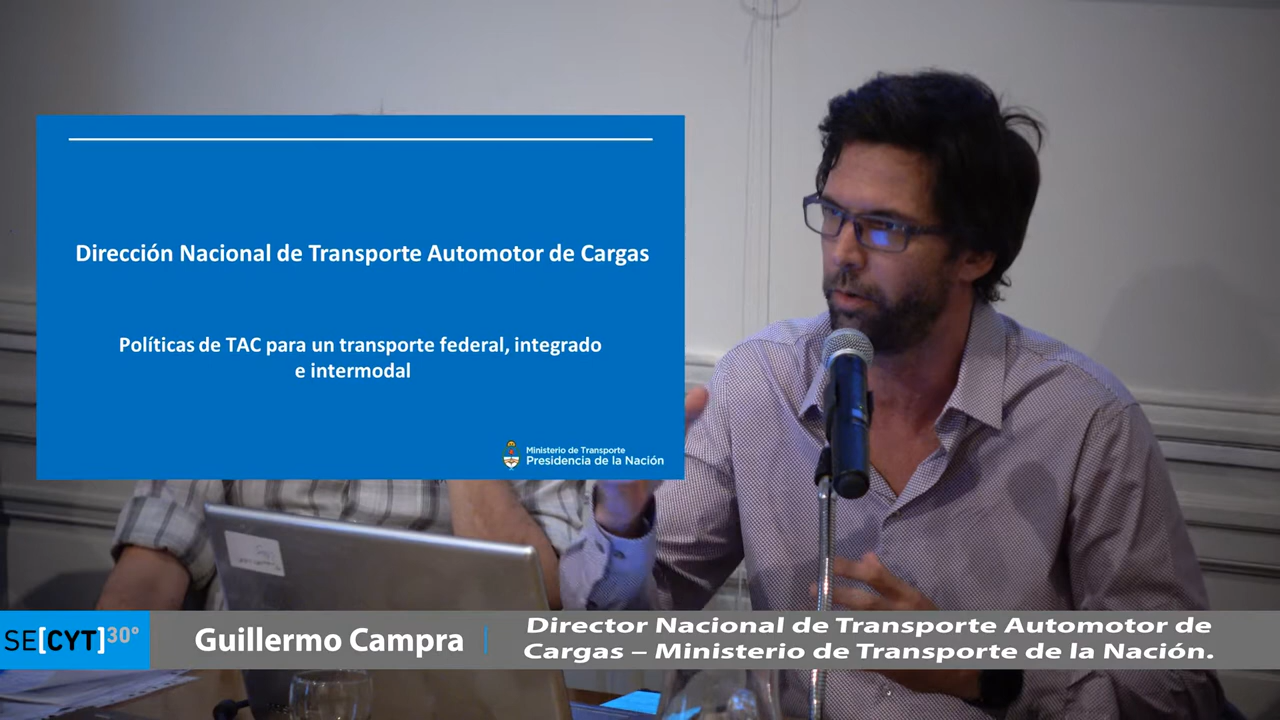 Dirección Nacional de Transporte Automotor de Cargas
Políticas de TAC para un transporte federal, integrado
e intermodal
Ministerio de Transporte
Presidencia de la Nación
SE[CYT]30º
Guillermo Campra
Director Nacional de Transporte Automotor de
Cargas – Ministerio de Transporte de la Nación.